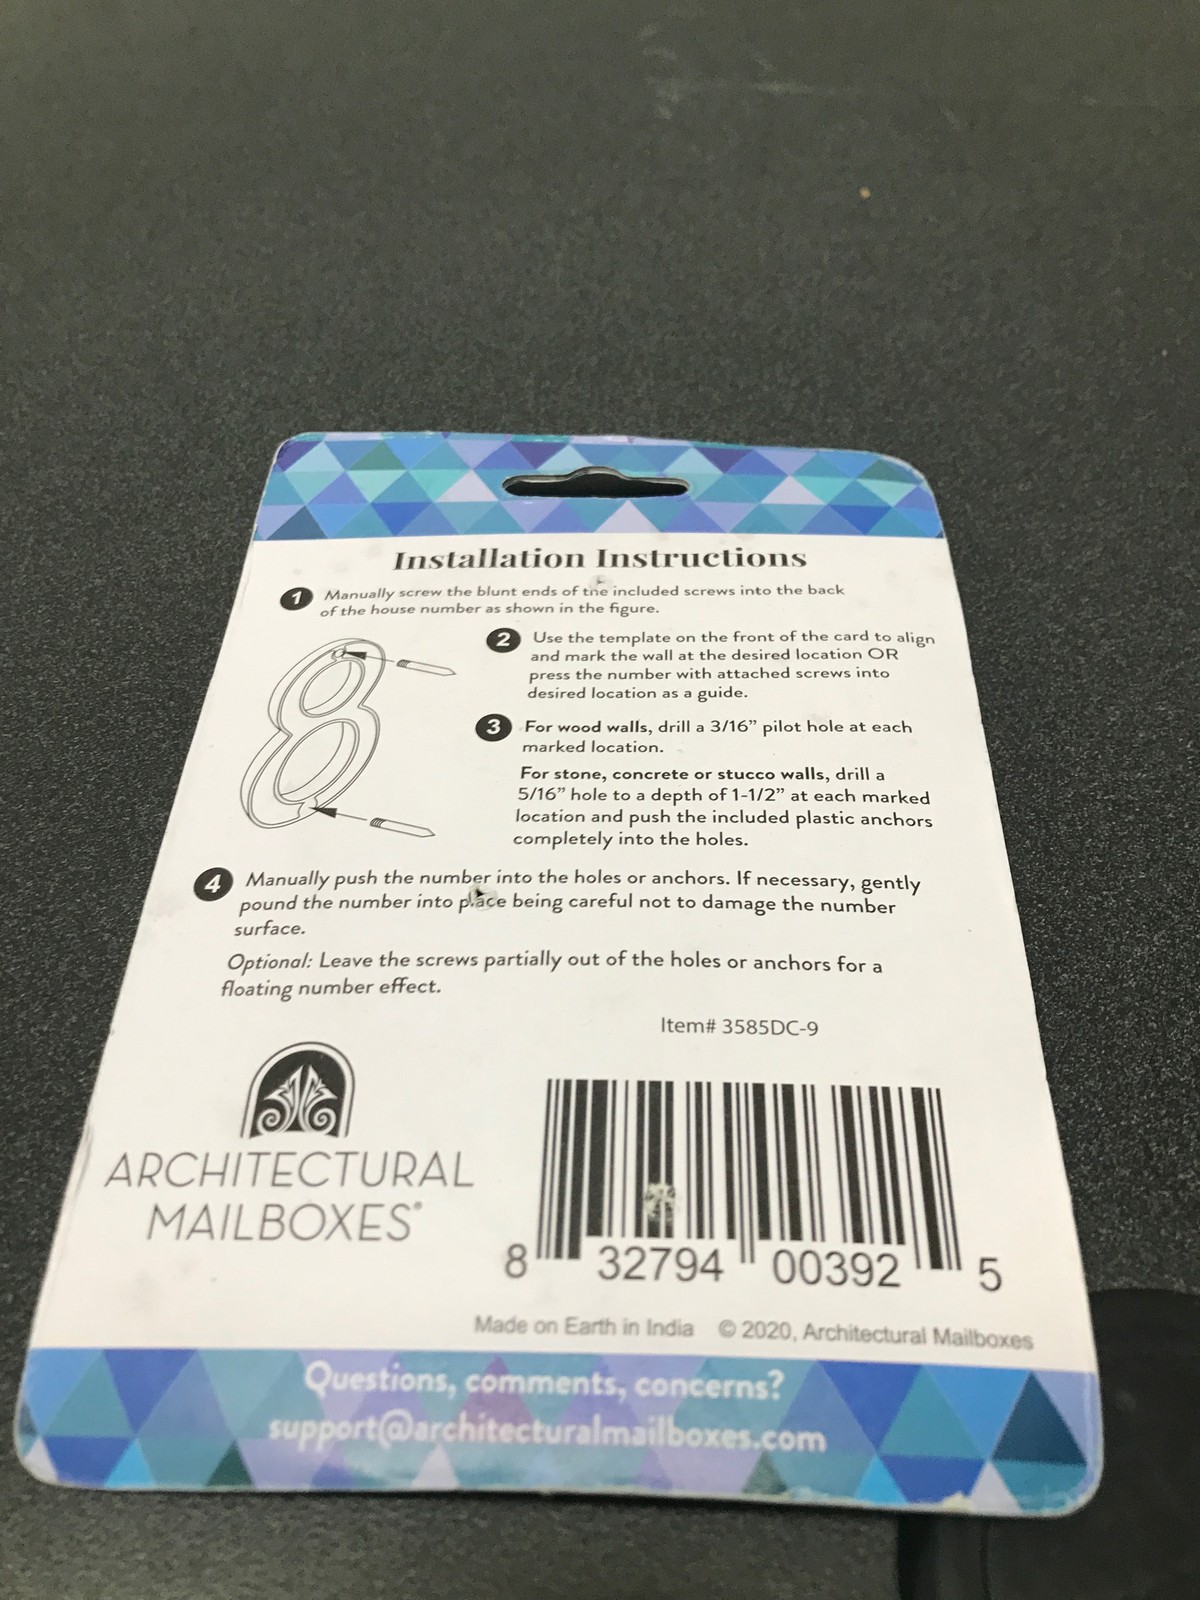 Installation Instructions
1 Manually screw the blunt ends of the included screws into the back
of the house number as shown in the figure.
2 Use the template on the front of the card to align
and mark the wall at the desired location OR
press the number with attached screws into
desired location as a guide.
3 For wood walls, drill a 3/16” pilot hole at each
marked location.
For stone, concrete or stucco walls, drill a
5/16” hole to a depth of 1-1/2” at each marked
location and push the included plastic anchors
completely into the holes.
4 Manually push the number into the holes or anchors. If necessary, gently
pound the number into place being careful not to damage the number
surface.
Optional: Leave the screws partially out of the holes or anchors for a
floating number effect.
Item# 3585DC-9
ARCHITECTURAL
MAILBOXES®
8 32794 00392 5
Made on Earth in India © 2020, Architectural Mailboxes
Questions, comments, concerns?
support@architecturalmailboxes.com